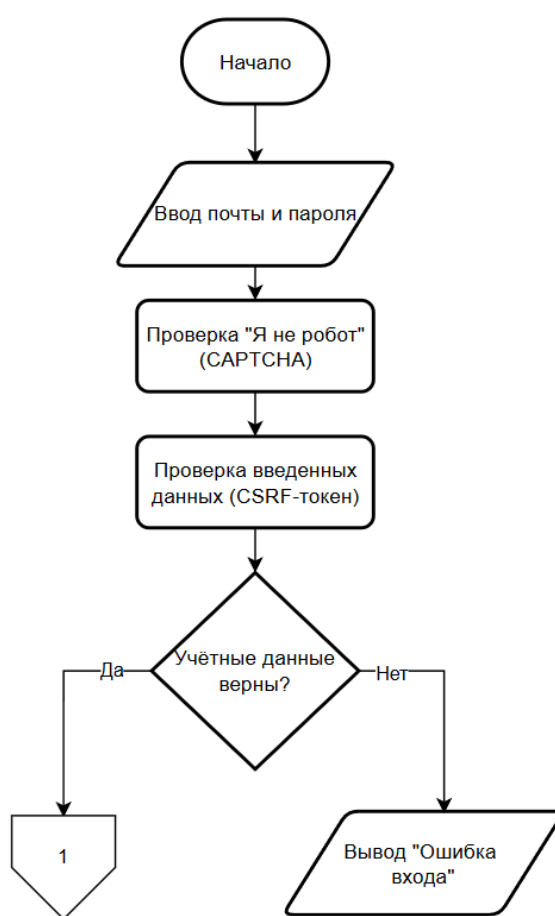 Начало
Ввод почты и пароля
Проверка "Я не робот"
(CAPTCHA)
Проверка введенных
данных (CSRF-токен)
Учётные данные
верны?
Да
Нет
1
Вывод "Ошибка
входа"